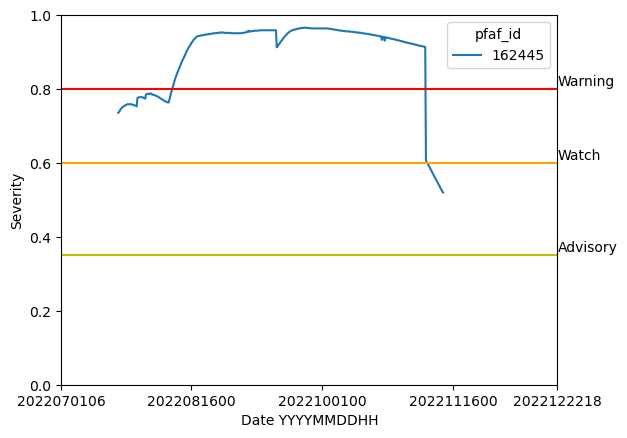 pfaf_id
162445
1.0
0.8
0.6
0.4
0.2
0.0
Severity
Warning
Watch
Advisory
2022070106
2022081600
2022100100
2022111600
2022122218
Date YYYYMMDDHH